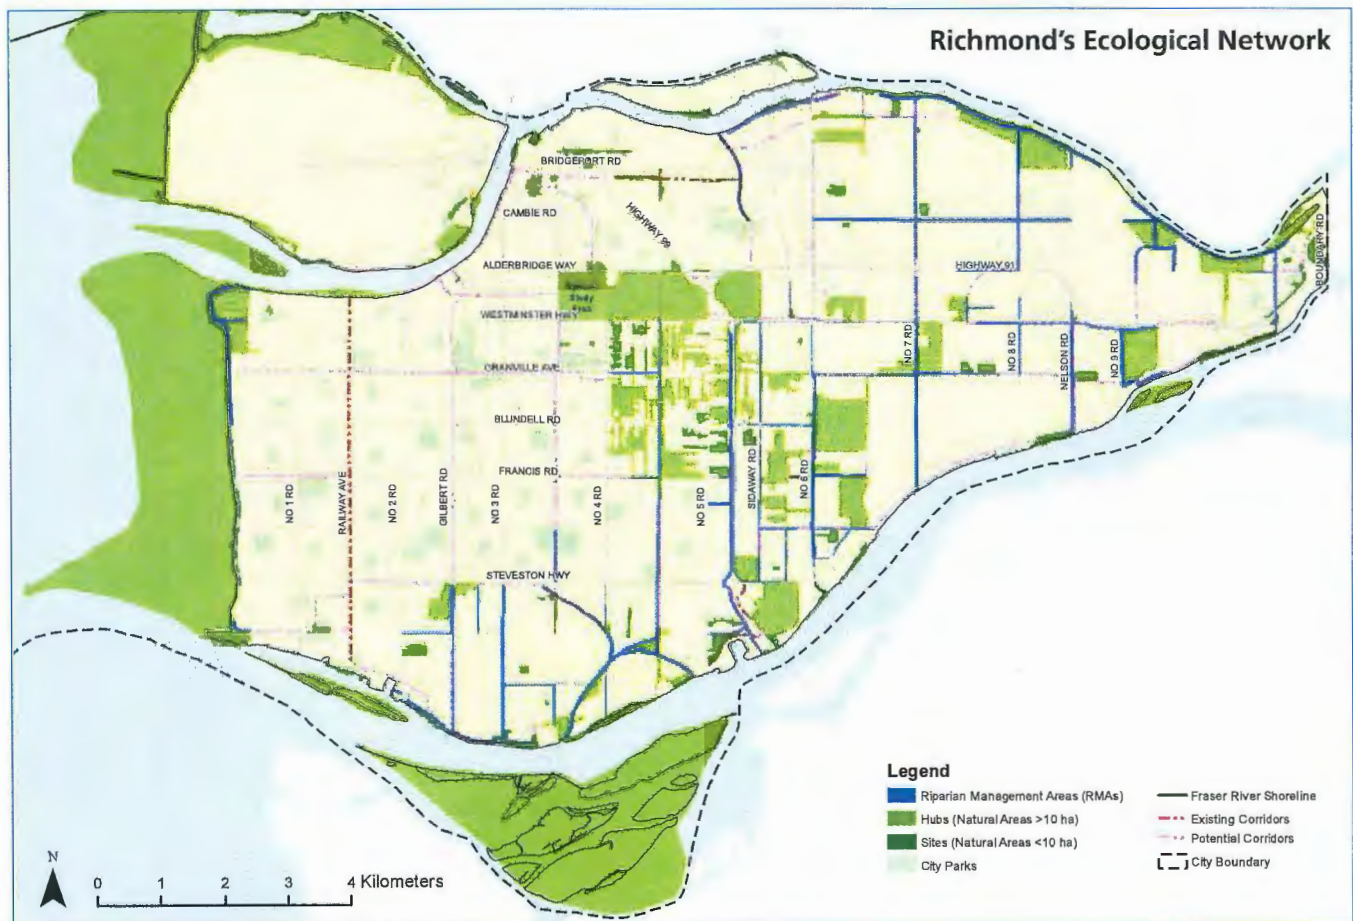 Richmond's Ecological Network
BRIDGEPORT RD
CAMBIE RD
HIGHWAY 99
ALDERBRIDGE WAY
HIGHWAY 91
BOUNDARY RD
Study
Area
WESTMINSTER HWY
GRANVILLE AVE
BLUNDELL RD
FRANCIS RD
NO 1 RD
RAILWAY AVE
NO 2 RD
GILBERT RD
NO 3 RD
NO 4 RD
NO 5 RD
SIDAWAY RD
NO 6 RD
NO 7 RD
NO 8 RD
NELSON RD
NO 9 RD
STEVESTON HWY
Legend
Riparian Management Areas (RMAs)
Hubs (Natural Areas >10 ha)
Sites (Natural Areas <10 ha)
City Parks
Fraser River Shoreline
Existing Corridors
Potential Corridors
City Boundary
N
0 1 2 3 4 Kilometers